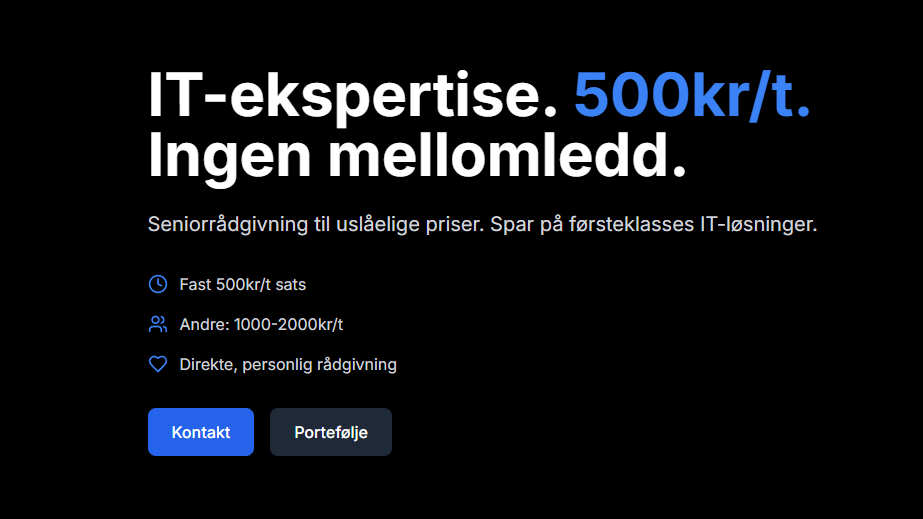 IT-ekspertise. 500kr/t.
Ingen mellomledd.
Seniorrådgivning til uslåelige priser. Spar på førsteklasses IT-løsninger.
Fast 500kr/t sats
Andre: 1000-2000kr/t
Direkte, personlig rådgivning
Kontakt
Portefølje